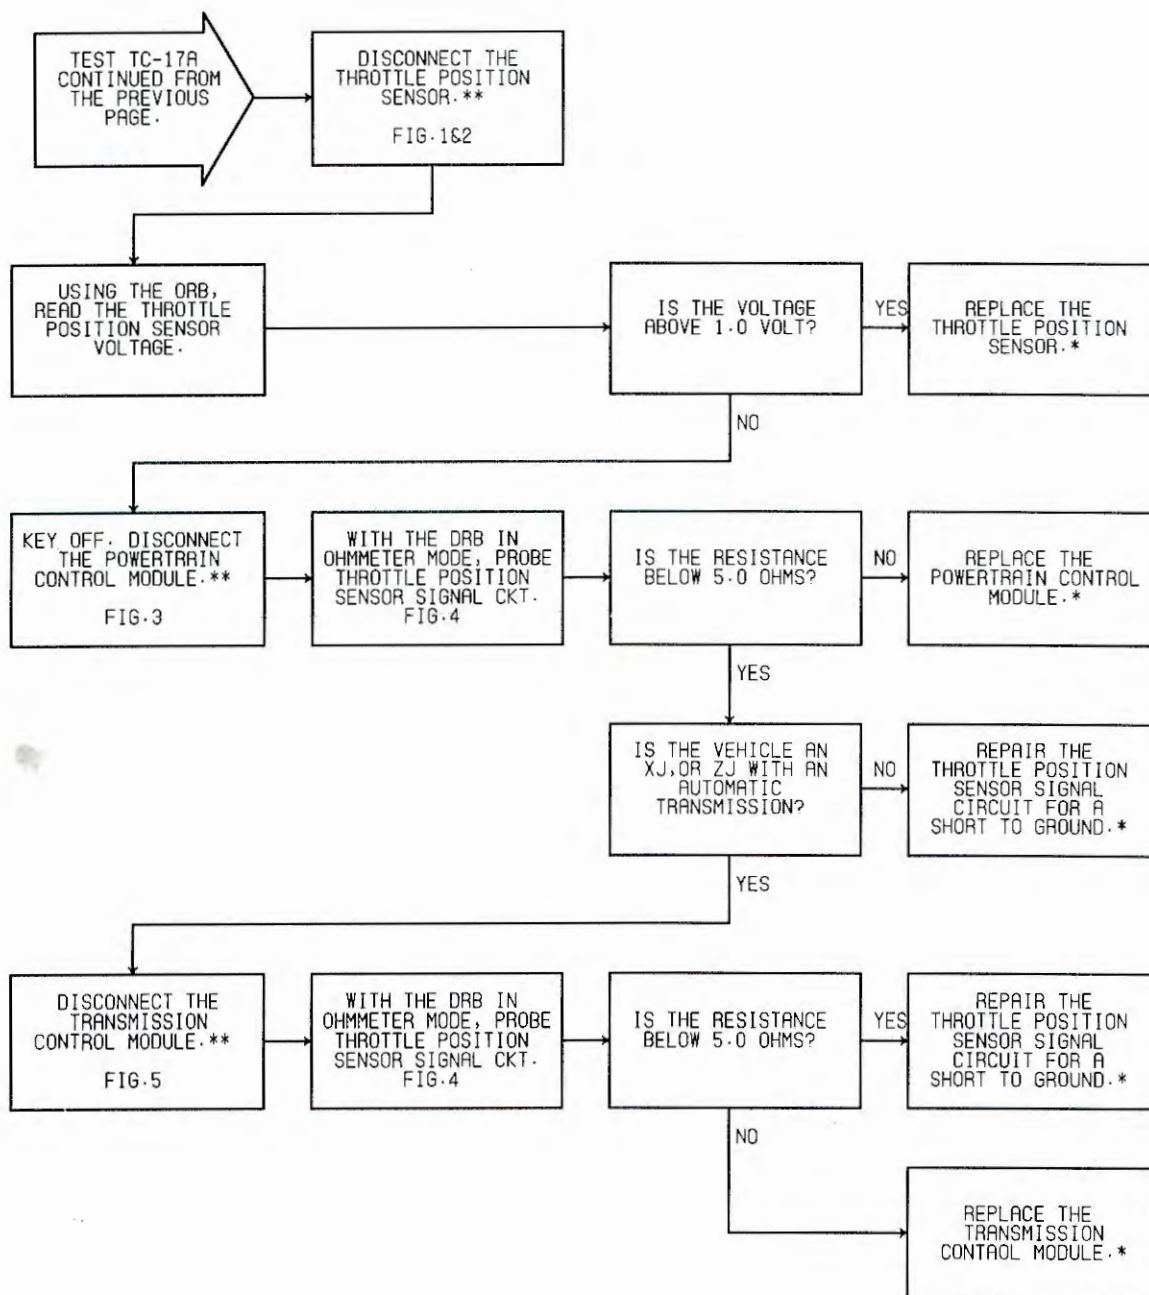 TEST TC-17A
CONTINUED FROM
THE PREVIOUS
PAGE.
DISCONNECT THE
THROTTLE POSITION
SENSOR.**
FIG.1&2
USING THE DRB,
READ THE THROTTLE
POSITION SENSOR
VOLTAGE.
IS THE VOLTAGE
ABOVE 1.0 VOLT?
YES
REPLACE THE
THROTTLE POSITION
SENSOR.*
NO
KEY OFF. DISCONNECT
THE POWERTRAIN
CONTROL MODULE.**
FIG.3
WITH THE DRB IN
OHMMETER MODE, PROBE
THROTTLE POSITION
SENSOR SIGNAL CKT.
FIG.4
IS THE RESISTANCE
BELOW 5.0 OHMS?
NO
REPLACE THE
POWERTRAIN CONTROL
MODULE.*
YES
IS THE VEHICLE AN
XJ,OR ZJ WITH AN
AUTOMATIC
TRANSMISSION?
NO
REPAIR THE
THROTTLE POSITION
SENSOR SIGNAL
CIRCUIT FOR A
SHORT TO GROUND.*
YES
DISCONNECT THE
TRANSMISSION
CONTROL MODULE.**
FIG.5
WITH THE DRB IN
OHMMETER MODE, PROBE
THROTTLE POSITION
SENSOR SIGNAL CKT.
FIG.4
IS THE RESISTANCE
BELOW 5.0 OHMS?
YES
REPAIR THE
THROTTLE POSITION
SENSOR SIGNAL
CIRCUIT FOR A
SHORT TO GROUND.*
NO
REPLACE THE
TRANSMISSION
CONTAOL MODULE.*